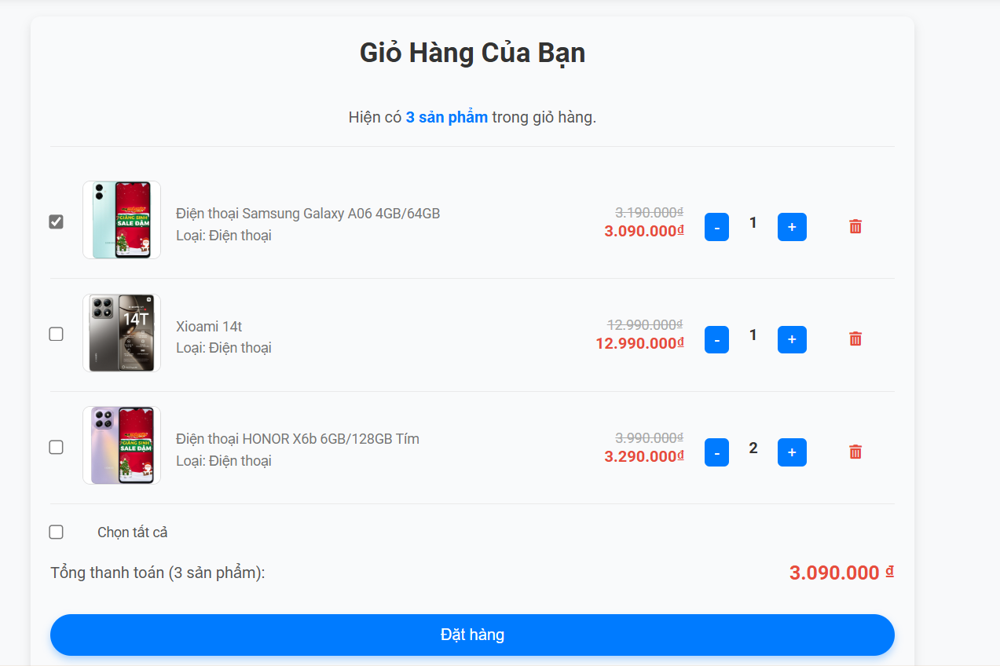 Giỏ Hàng Của Bạn
Hiện có 3 sản phẩm trong giỏ hàng.
GIÁNG SINH
SALE ĐẬM
Điện thoại Samsung Galaxy A06 4GB/64GB
Loại: Điện thoại
3.190.000₫
3.090.000₫
- 1 +
14T
Xioami 14t
Loại: Điện thoại
12.990.000₫
12.990.000₫
- 1 +
GIÁNG SINH
SALE ĐẬM
Điện thoại HONOR X6b 6GB/128GB Tím
Loại: Điện thoại
3.990.000₫
3.290.000₫
- 2 +
Chọn tất cả
Tổng thanh toán (3 sản phẩm): 3.090.000 ₫
Đặt hàng